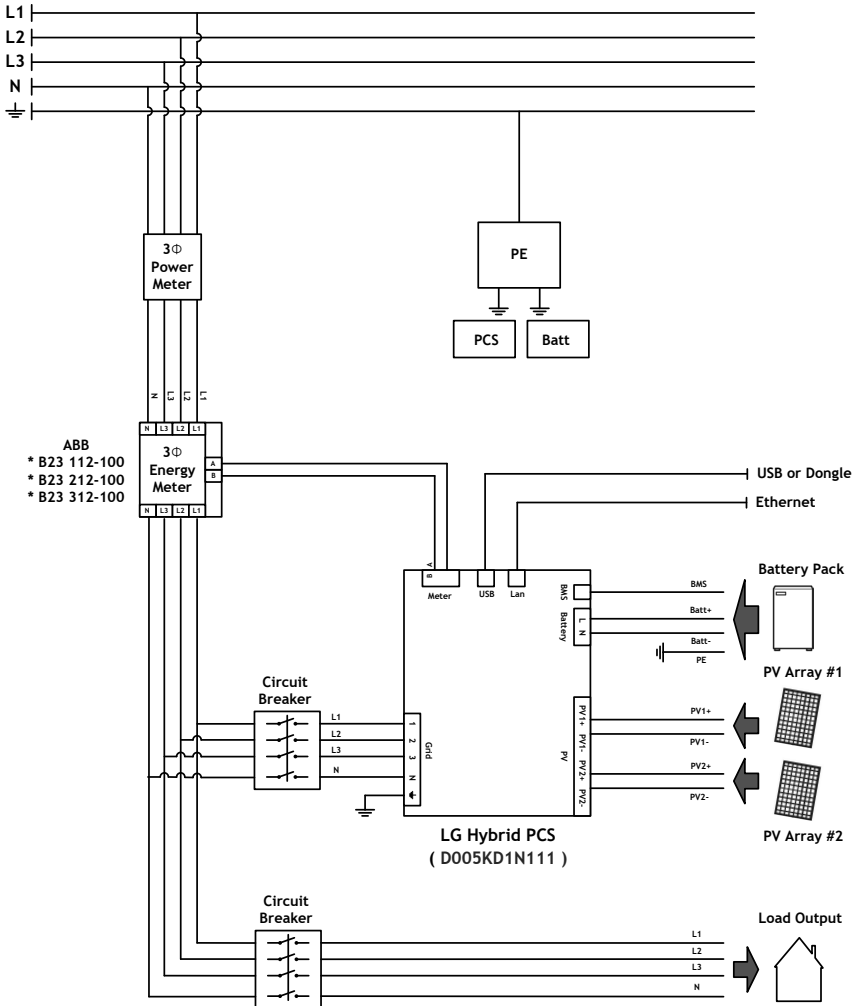 L1
L2
L3
N
3Φ
Power
Meter
PE
PCS
Batt
N
L3
L2
L1
ABB
* B23 112-100
* B23 212-100
* B23 312-100
N L3 L2 L1
3Φ
Energy
Meter
A
B
N L3 L2 L1
USB or Dongle
Ethernet
A
B
Meter
USB
Lan
BMS
Battery
L
N
BMS
Batt+
Batt-
PE
Battery Pack
PV Array #1
Circuit
Breaker
L1
L2
L3
N
1
2
3
N
Grid
PV
PV1+
PV1-
PV2+
PV2-
PV1+
PV1-
PV2+
PV2-
PV Array #2
LG Hybrid PCS
( D005KD1N111 )
Circuit
Breaker
L1
L2
L3
N
Load Output